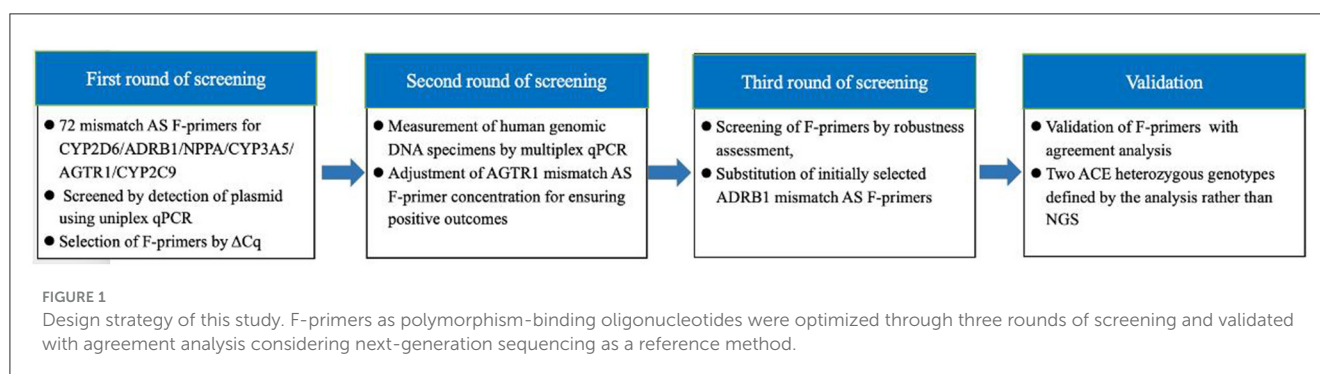 First round of screening
● 72 mismatch AS F-primers for
CYP2D6/ADRB1/NPPA/CYP3A5/
AGTR1/CYP2C9
● Screened by detection of plasmid
using uniplex qPCR
● Selection of F-primers by ΔCq
Second round of screening
● Measurement of human genomic
DNA specimens by multiplex qPCR
● Adjustment of AGTR1 mismatch AS
F-primer concentration for ensuring
positive outcomes
Third round of screening
● Screening of F-primers by robustness
assessment,
● Substitution of initially selected
ADRB1 mismatch AS F-primers
Validation
● Validation of F-primers with
agreement analysis
● Two ACE heterozygous genotypes
defined by the analysis rather than
NGS
FIGURE 1
Design strategy of this study. F-primers as polymorphism-binding oligonucleotides were optimized through three rounds of screening and validated
with agreement analysis considering next-generation sequencing as a reference method.